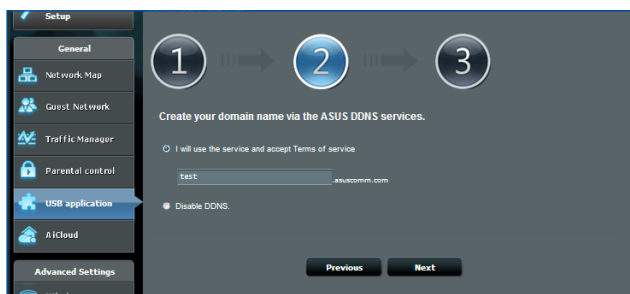 Setup
General
Network Map
Guest Network
Traffic Manager
Parental control
USB application
AiCloud
Advanced Settings
1
2
3
Create your domain name via the ASUS DDNS services.
I will use the service and accept Terms of service
test .asuscomm.com
Disable DDNS.
Previous Next